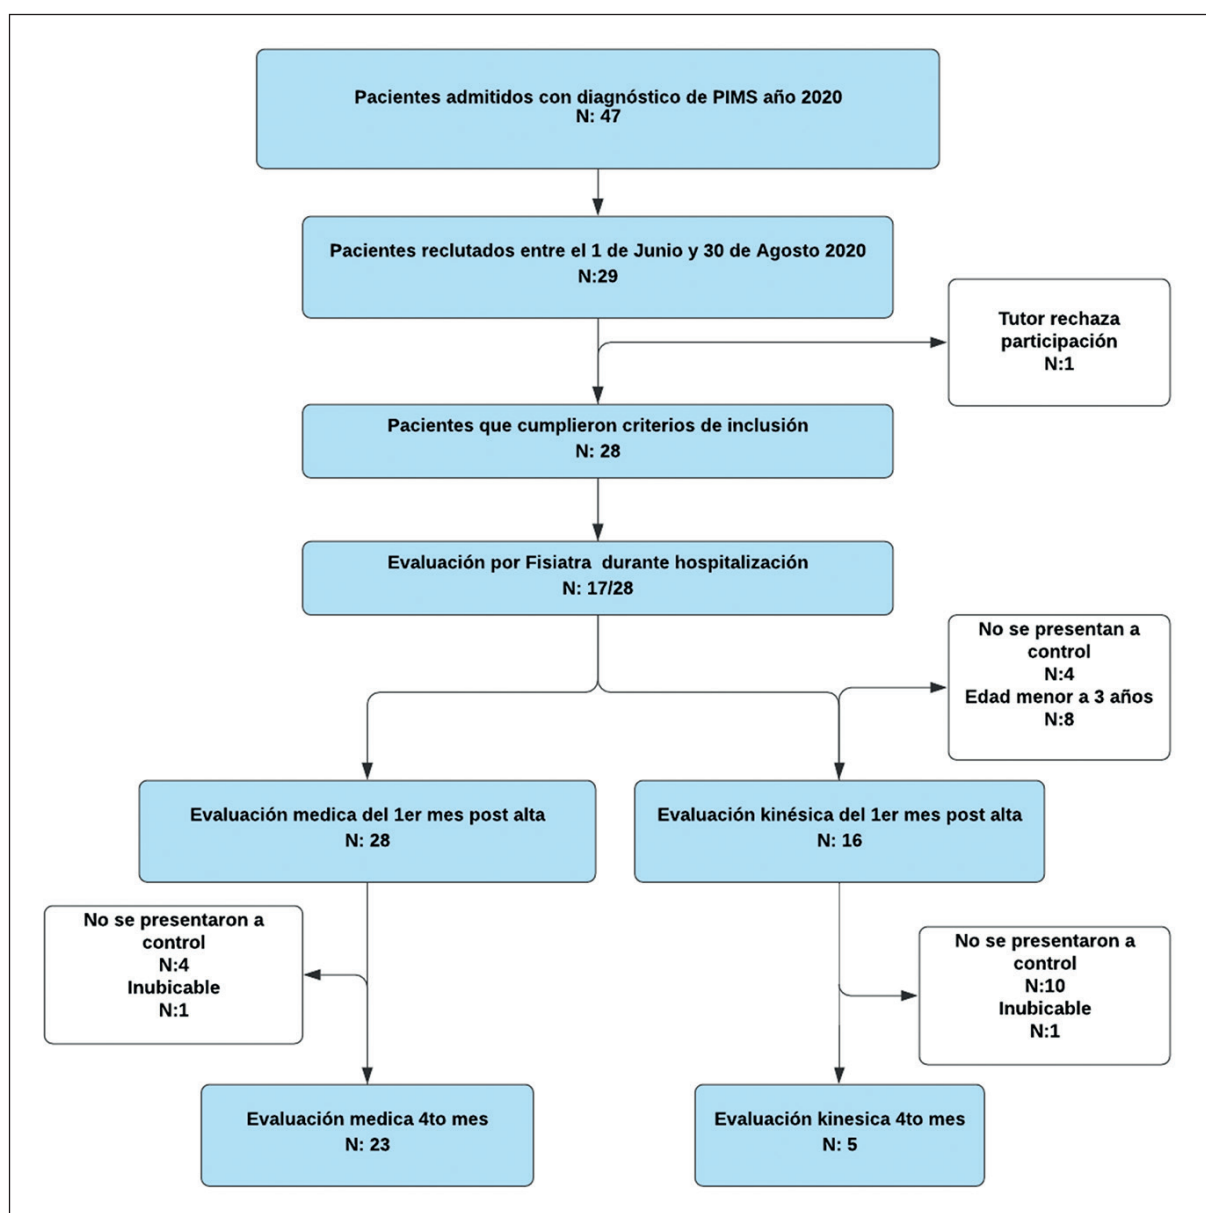 Pacientes admitidos con diagnóstico de PIMS año 2020
N: 47
Pacientes reclutados entre el 1 de Junio y 30 de Agosto 2020
N:29
Tutor rechaza
participación
N:1
Pacientes que cumplieron criterios de inclusión
N: 28
Evaluación por Fisiatra durante hospitalización
N: 17/28
No se presentan a
control
N:4
Edad menor a 3 años
N:8
Evaluación medica del 1er mes post alta
N: 28
Evaluación kinésica del 1er mes post alta
N: 16
No se presentaron a
control
N:4
Inubicable
N:1
No se presentaron a
control
N:10
Inubicable
N:1
Evaluación medica 4to mes
N: 23
Evaluación kinesica 4to mes
N: 5